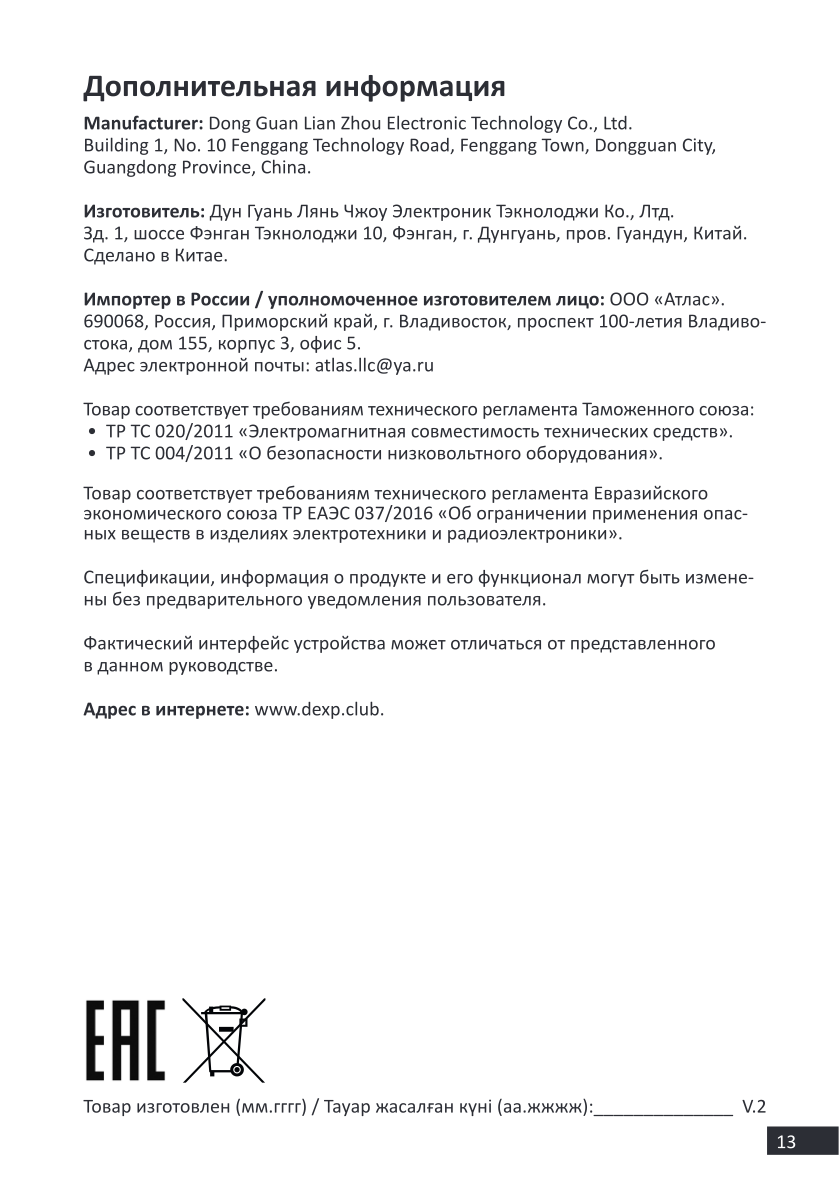 Дополнительная информация
Manufacturer: Dong Guan Lian Zhou Electronic Technology Co., Ltd.
Building 1, No. 10 Fenggang Technology Road, Fenggang Town, Dongguan City,
Guangdong Province, China.
Изготовитель: Дун Гуань Лянь Чжоу Электроник Тэкнолоджи Ко., Лтд.
Зд. 1, шоссе Фэнган Тэкнолоджи 10, Фэнган, г. Дунгуань, пров. Гуандун, Китай.
Сделано в Китае.
Импортер в России / уполномоченное изготовителем лицо: ООО «Атлас».
690068, Россия, Приморский край, г. Владивосток, проспект 100-летия Владиво-
стока, дом 155, корпус 3, офис 5.
Адрес электронной почты: atlas.llc@ya.ru
Товар соответствует требованиям технического регламента Таможенного союза:
• ТР ТС 020/2011 «Электромагнитная совместимость технических средств».
• ТР ТС 004/2011 «О безопасности низковольтного оборудования».
Товар соответствует требованиям технического регламента Евразийского
экономического союза ТР ЕАЭС 037/2016 «Об ограничении применения опас-
ных веществ в изделиях электротехники и радиоэлектроники».
Спецификации, информация о продукте и его функционал могут быть измене-
ны без предварительного уведомления пользователя.
Фактический интерфейс устройства может отличаться от представленного
в данном руководстве.
Адрес в интернете: www.dexp.club.
EAC
Товар изготовлен (мм.гггг) / Тауар жасалған күні (аа.жжжж):______________ V.2
13